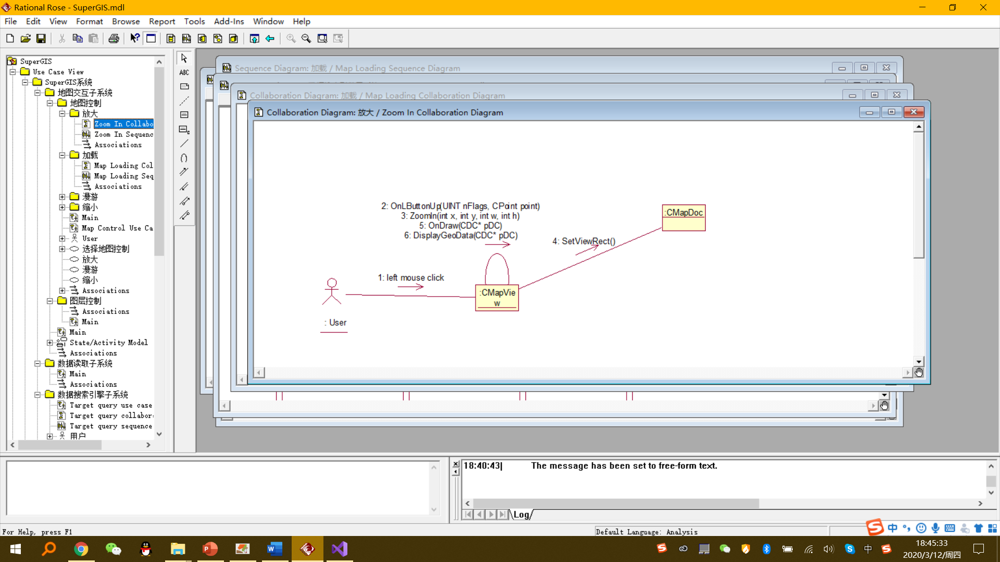 Rational Rose - SuperGIS.mdl
File Edit View Format Browse Report Tools Add-Ins Window Help
SuperGIS
Use Case View
SuperGIS系统
地图交互子系统
地图控制
放大
Zoom In Collabo
Zoom In Sequenc
Associations
加载
Map Loading Col
Map Loading Seq
Associations
漫游
缩小
Main
Map Control Use Ca
User
选择地图控制
放大
漫游
缩小
Associations
图层控制
Associations
Main
Main
State/Activity Model
Associations
数据读取子系统
Main
Associations
数据搜索引擎子系统
Target query use case
Target query collabor
Target query sequence
用户
ABC
Sequence Diagram: 加载 / Map Loading Sequence Diagram
Collaboration Diagram: 加载 / Map Loading Collaboration Diagram
Collaboration Diagram: 放大 / Zoom In Collaboration Diagram
2: OnLButtonUp(UINT nFlags, CPoint point)
3: ZoomIn(int x, int y, int w, int h)
5: OnDraw(CDC* pDC)
6: DisplayGeoData(CDC* pDC)
:CMapDoc
4: SetViewRect()
1: left mouse click
:CMapVie
w
: User
18:40:43| The message has been set to free-form text.
Log
For Help, press F1
Default Language: Analysis
中
18:45:33
2020/3/12/周四
中